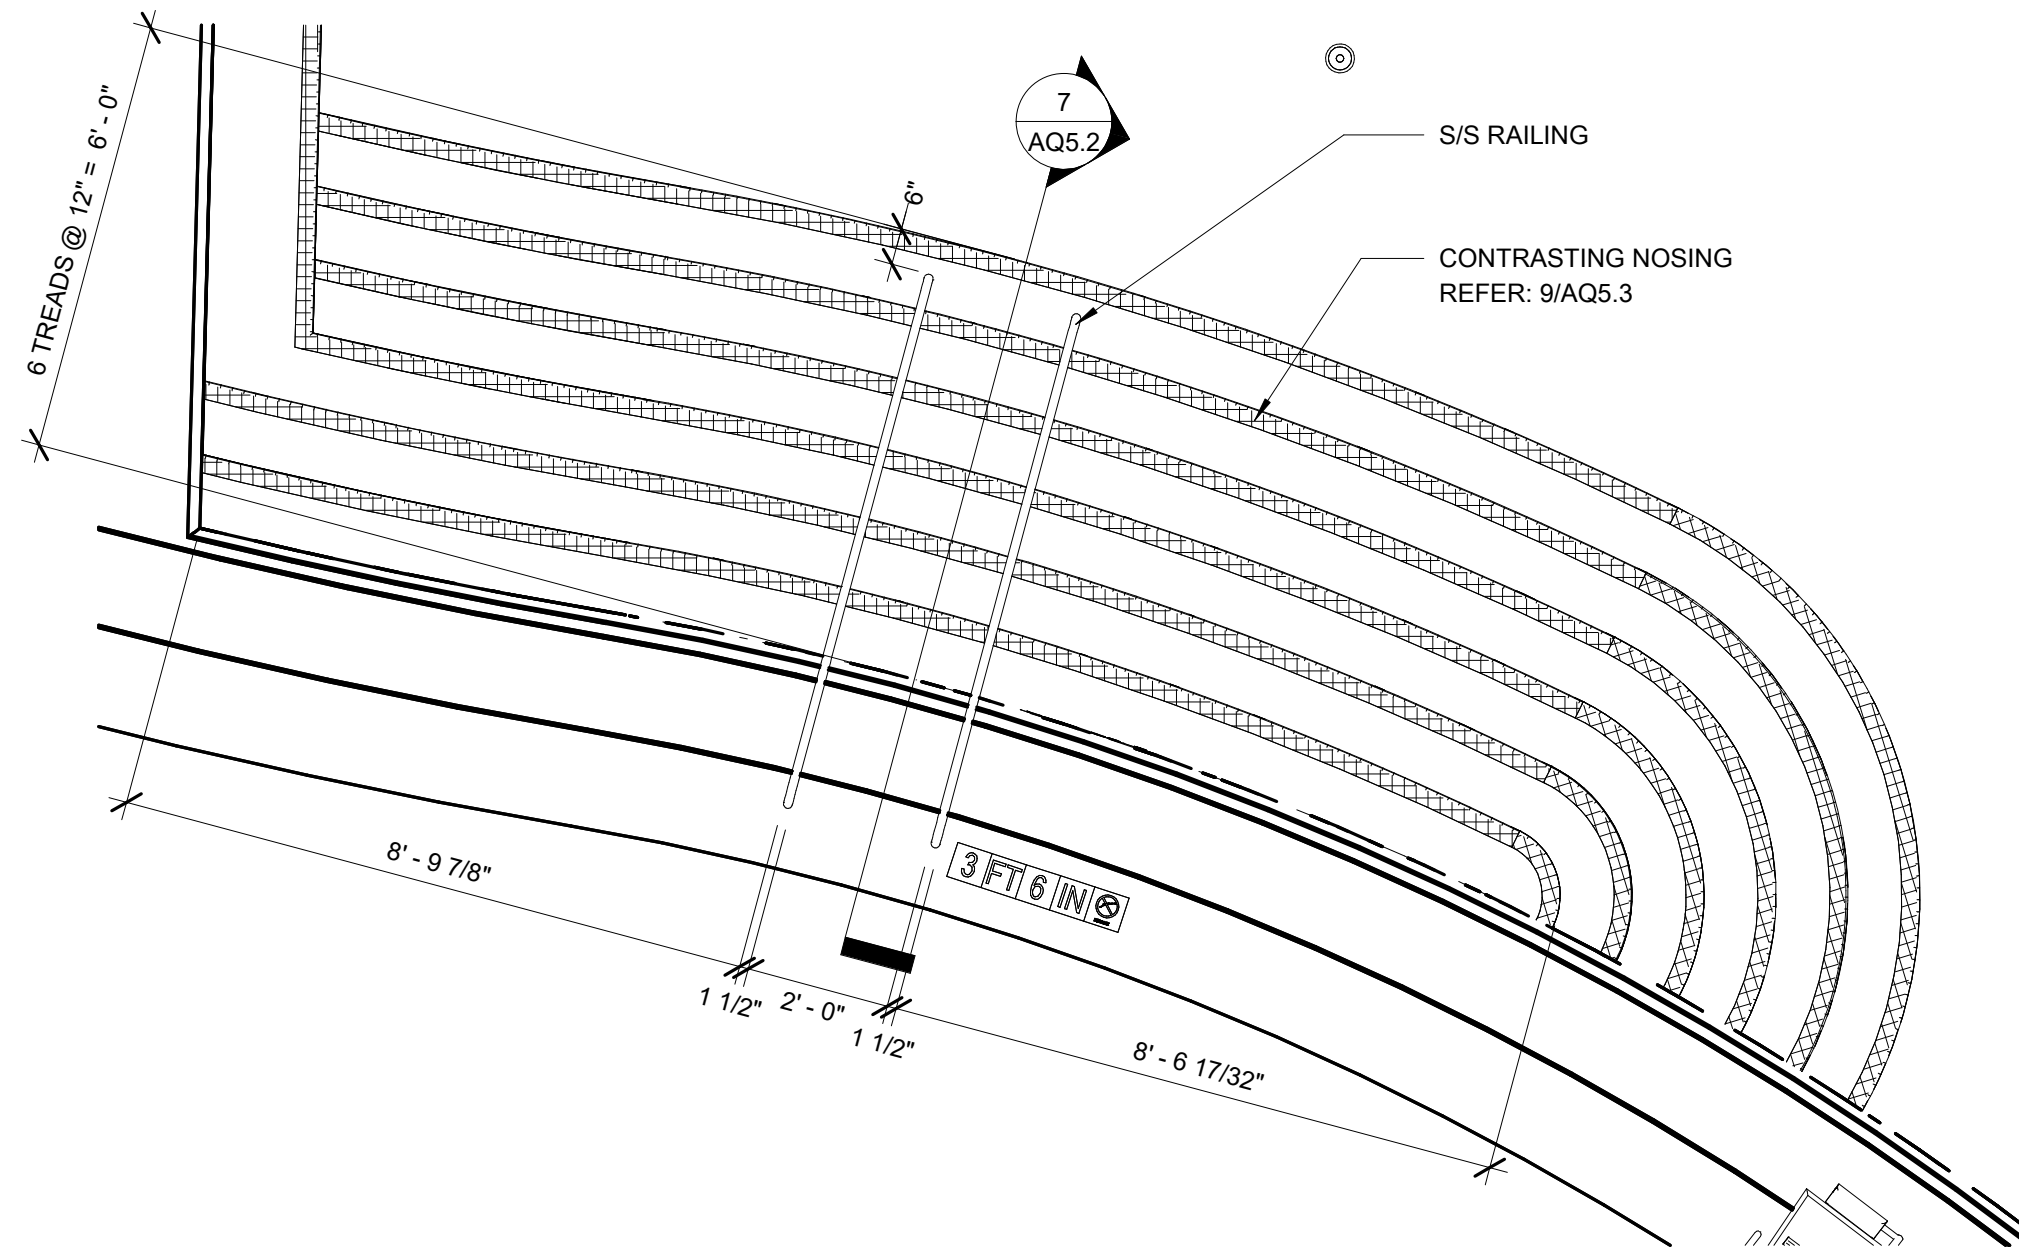 7
AQ5.2
S/S RAILING
6"
6 TREADS @ 12" = 6' - 0"
CONTRASTING NOSING
REFER: 9/AQ5.3
8' - 9 7/8"
3 FT 6 IN
1 1/2"
2' - 0"
1 1/2"
8' - 6 17/32"